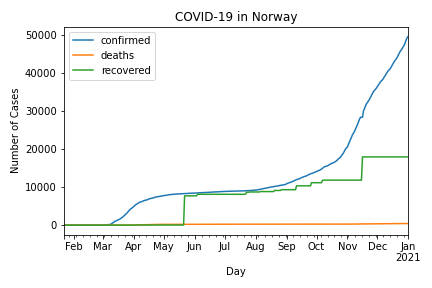 COVID-19 in Norway
confirmed
deaths
recovered
Number of Cases
50000
40000
30000
20000
10000
0
Feb Mar Apr May Jun Jul Aug Sep Oct Nov Dec Jan
2021
Day